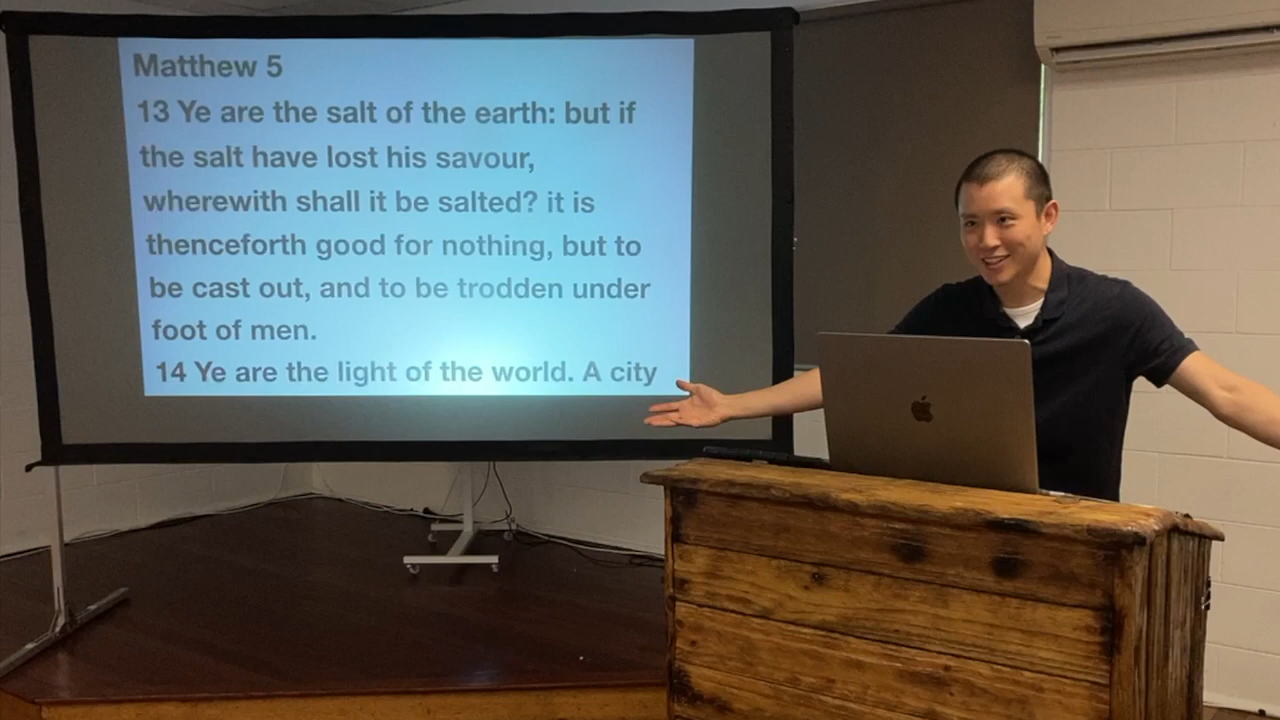 Matthew 5
13 Ye are the salt of the earth: but if
the salt have lost his savour,
wherewith shall it be salted? it is
thenceforth good for nothing, but to
be cast out, and to be trodden under
foot of men.
14 Ye are the light of the world. A city